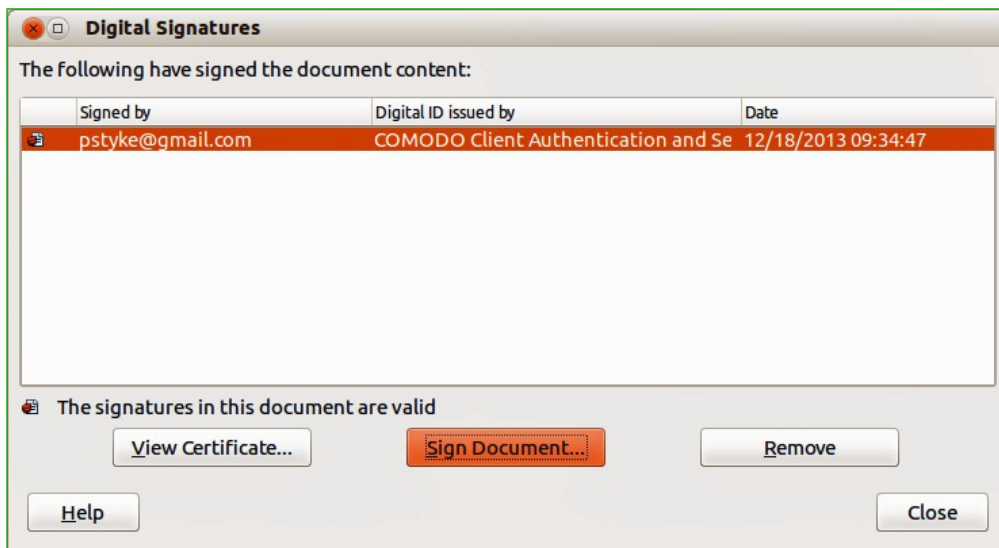 Digital Signatures
The following have signed the document content:
Signed by Digital ID issued by Date
pstyke@gmail.com COMODO Client Authentication and Se 12/18/2013 09:34:47
The signatures in this document are valid
View Certificate... Sign Document... Remove
Help Close